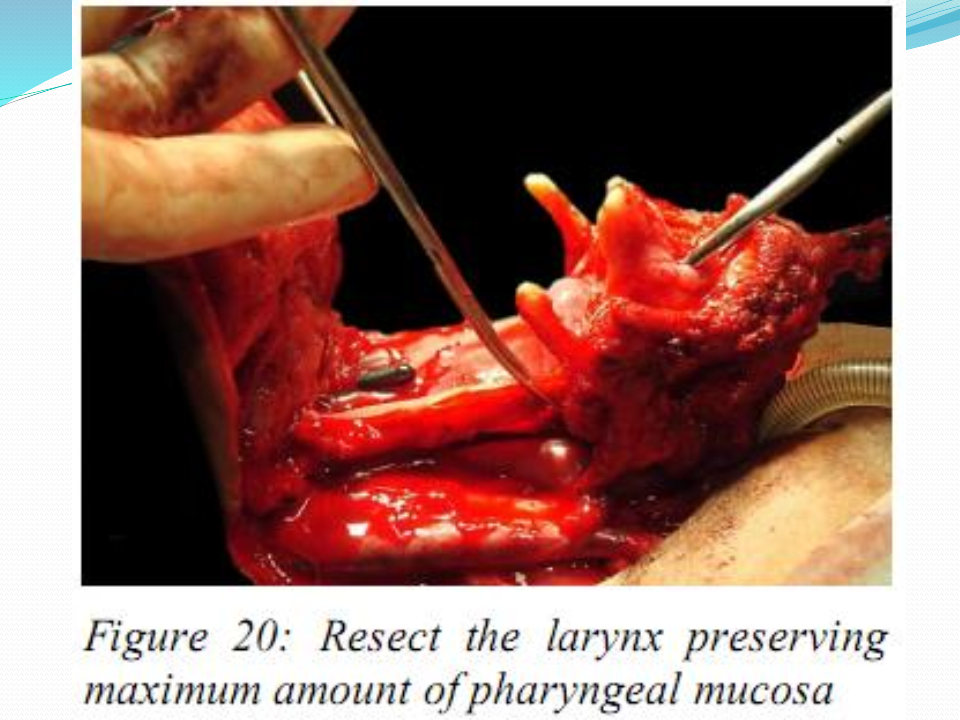 Figure 20: Resect the larynx preserving
maximum amount of pharyngeal mucosa